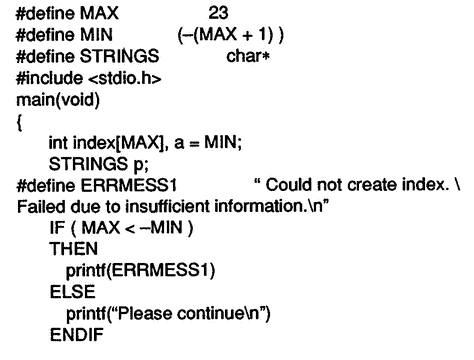 #define MAX 23
#define MIN (–(MAX + 1) )
#define STRINGS char*
#include <stdio.h>
main(void)
{
int index[MAX], a = MIN;
STRINGS p;
#define ERRMESS1 “ Could not create index. \
Failed due to insufficient information.\n”
IF ( MAX < –MIN )
THEN
printf(ERRMESS1)
ELSE
printf(“Please continue\n”)
ENDIF